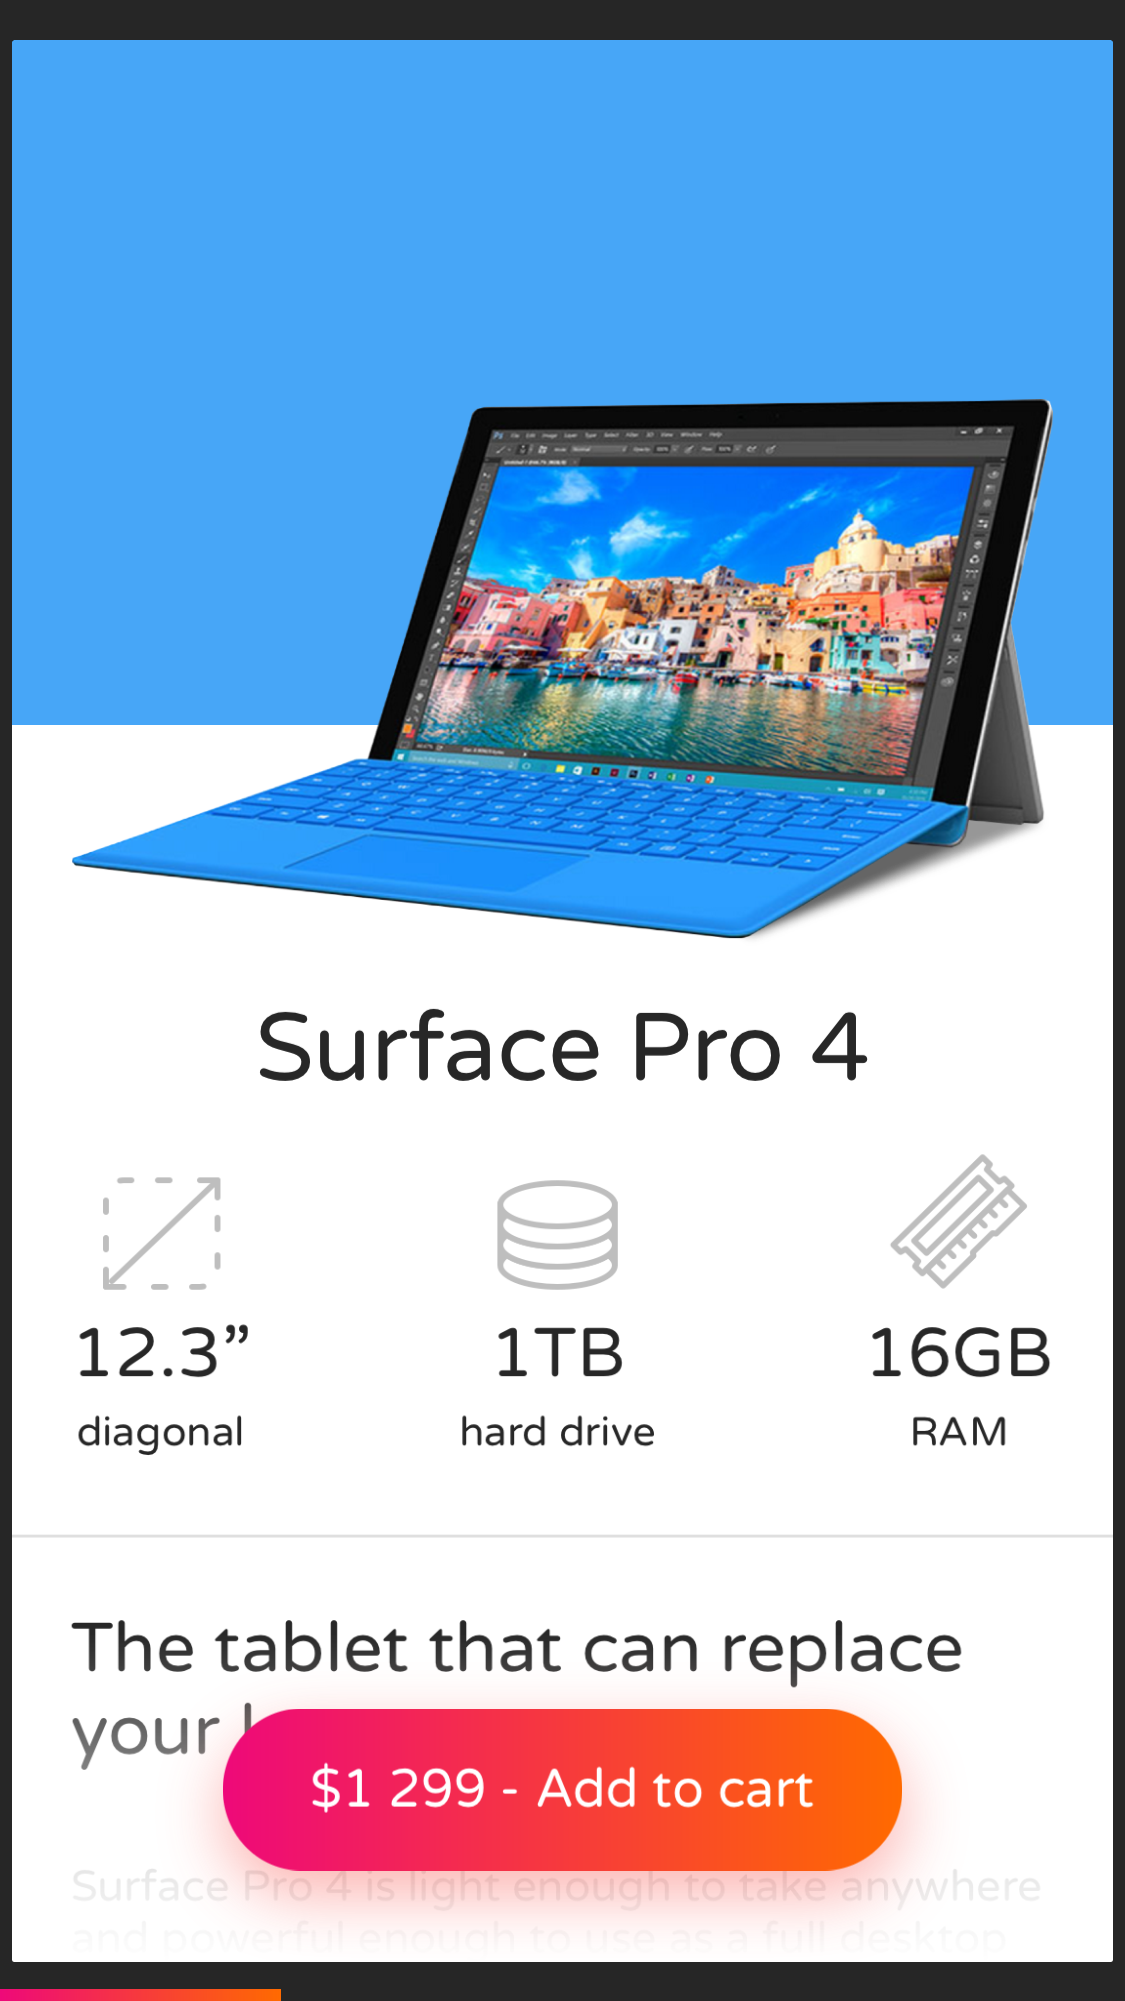 Surface Pro 4
12.3”
diagonal
1TB
hard drive
16GB
RAM
The tablet that can replace
your
$1 299 - Add to cart
Surface Pro 4 is light enough to take anywhere
and powerful enough to use as a full desktop